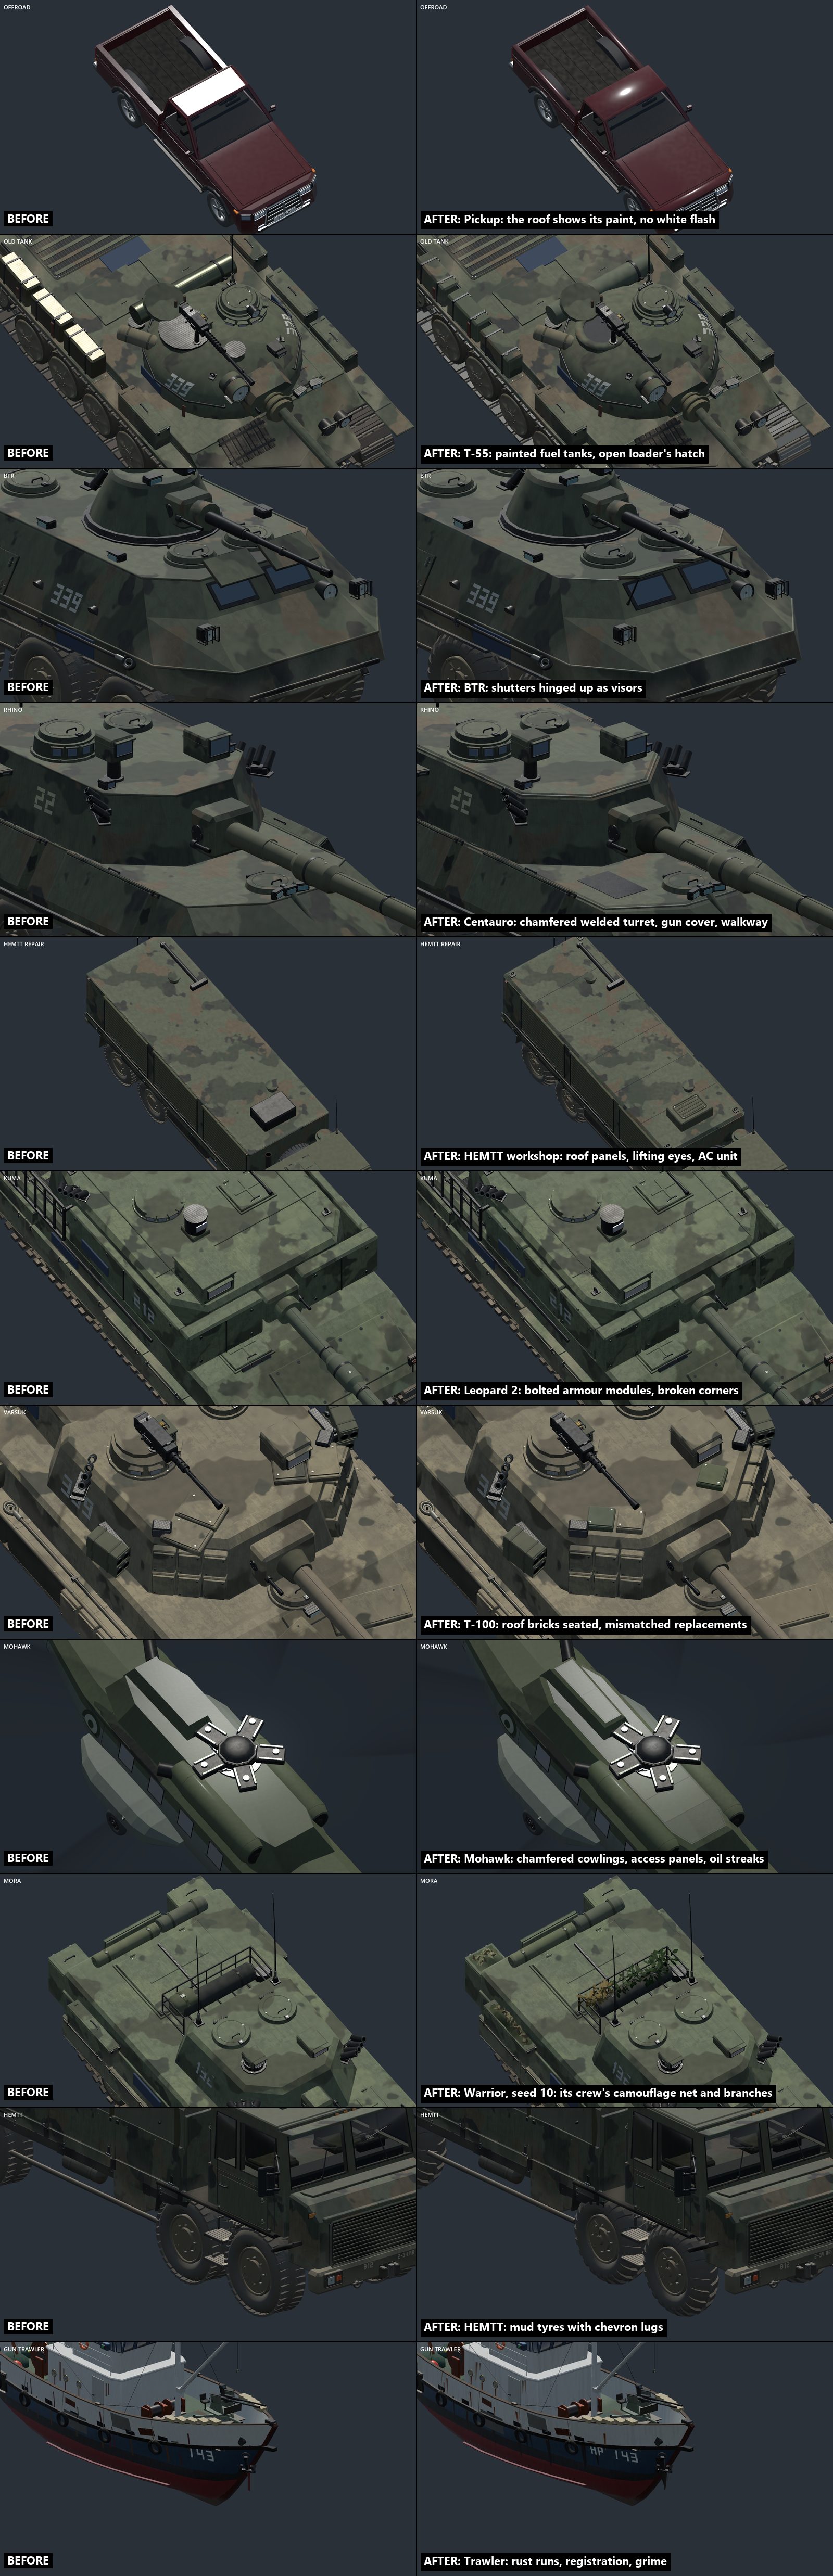 OFFROAD
OFFROAD
BEFORE
AFTER: Pickup: the roof shows its paint, no white flash
OLD TANK
OLD TANK
339
339
BEFORE
AFTER: T-55: painted fuel tanks, open loader's hatch
BTR
BTR
339
339
BEFORE
AFTER: BTR: shutters hinged up as visors
RHINO
RHINO
22
22
BEFORE
AFTER: Centauro: chamfered welded turret, gun cover, walkway
HEMTT REPAIR
HEMTT REPAIR
BEFORE
AFTER: HEMTT workshop: roof panels, lifting eyes, AC unit
KUMA
KUMA
212
212
BEFORE
AFTER: Leopard 2: bolted armour modules, broken corners
VARSUK
VARSUK
BEFORE
AFTER: T-100: roof bricks seated, mismatched replacements
MOHAWK
MOHAWK
BEFORE
AFTER: Mohawk: chamfered cowlings, access panels, oil streaks
MORA
MORA
BEFORE
AFTER: Warrior, seed 10: its crew's camouflage net and branches
HEMTT
HEMTT
BEFORE
AFTER: HEMTT: mud tyres with chevron lugs
GUN TRAWLER
GUN TRAWLER
143
HP 143
BEFORE
AFTER: Trawler: rust runs, registration, grime